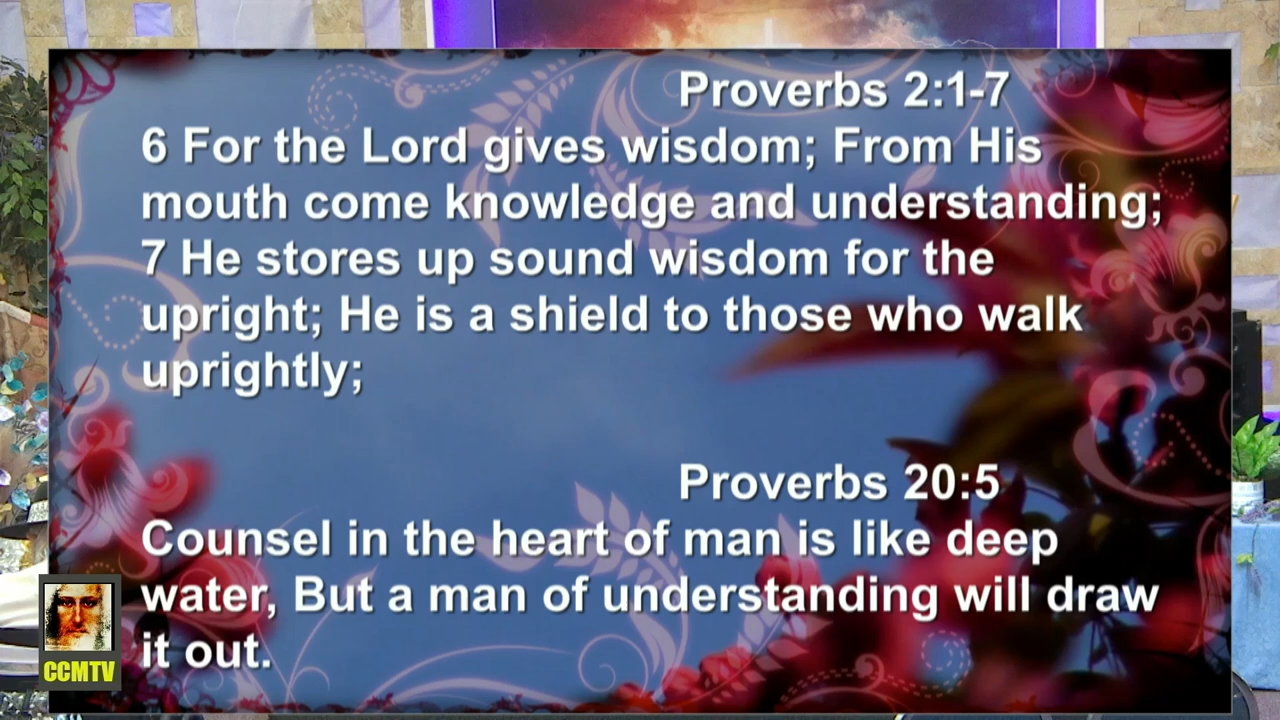 Proverbs 2:1-7
6 For the Lord gives wisdom; From His
mouth come knowledge and understanding;
7 He stores up sound wisdom for the
upright; He is a shield to those who walk
uprightly;
Proverbs 20:5
Counsel in the heart of man is like deep
water, But a man of understanding will draw
it out.
CCMTV